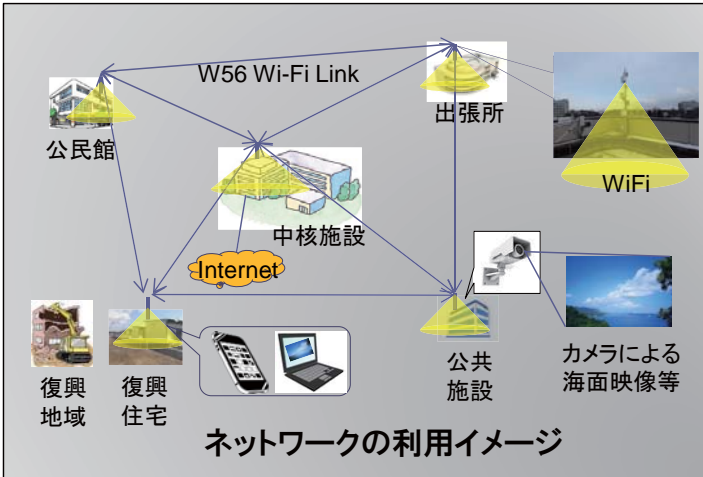 W56 Wi-Fi Link
公民館
出張所
WiFi
中核施設
Internet
復興
地域
復興
住宅
公共
施設
カメラによる
海面映像等
ネットワークの利用イメージ